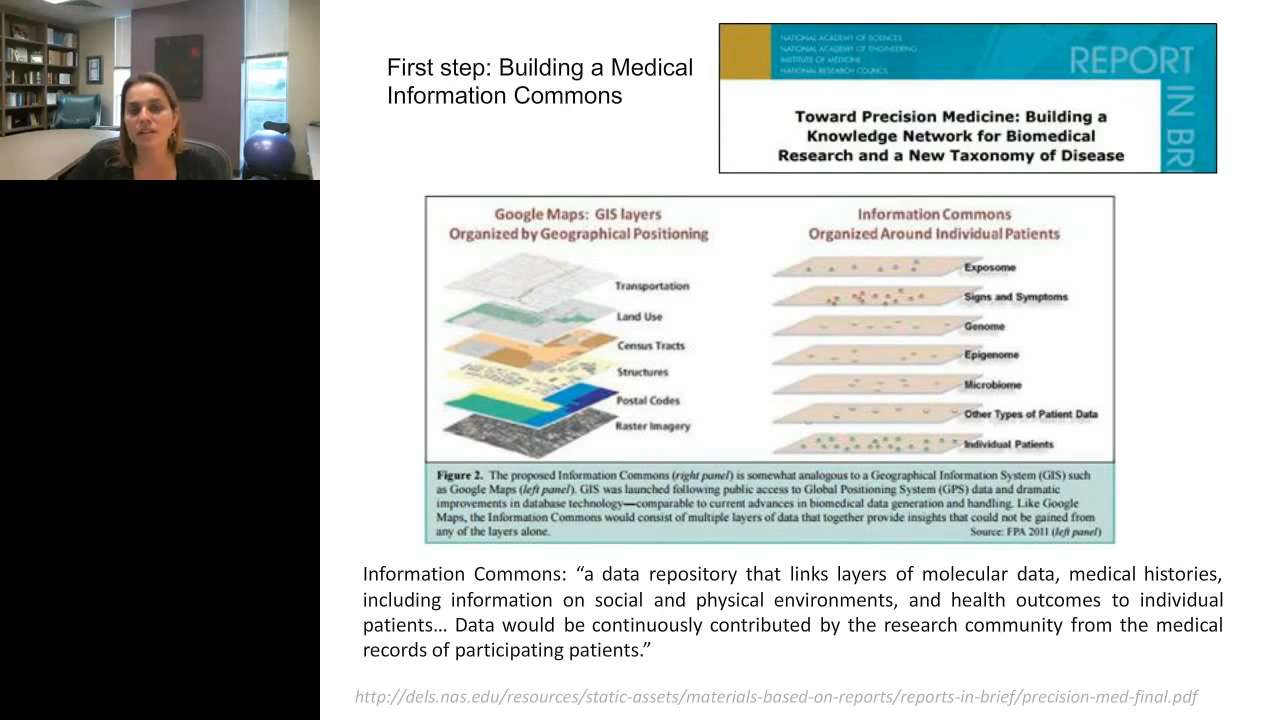 First step: Building a Medical
Information Commons
NATIONAL ACADEMY OF SCIENCES
NATIONAL ACADEMY OF ENGINEERING
INSTITUTE OF MEDICINE
NATIONAL RESEARCH COUNCIL
REPORT
IN BR
Toward Precision Medicine: Building a
Knowledge Network for Biomedical
Research and a New Taxonomy of Disease
Google Maps: GIS layers
Organized by Geographical Positioning
Transportation
Land Use
Census Tracts
Structures
Postal Codes
Raster Imagery
Information Commons
Organized Around Individual Patients
Exposome
Signs and Symptoms
Genome
Epigenome
Microbiome
Other Types of Patient Data
Individual Patients
Figure 2. The proposed Information Commons (right panel) is somewhat analogous to a Geographical Information System (GIS) such
as Google Maps (left panel). GIS was launched following public access to Global Positioning System (GPS) data and dramatic
improvements in database technology—comparable to current advances in biomedical data generation and handling. Like Google
Maps, the Information Commons would consist of multiple layers of data that together provide insights that could not be gained from
any of the layers alone. Source: FPA 2011 (left panel)
Information Commons: “a data repository that links layers of molecular data, medical histories,
including information on social and physical environments, and health outcomes to individual
patients… Data would be continuously contributed by the research community from the medical
records of participating patients.”
http://dels.nas.edu/resources/static-assets/materials-based-on-reports/reports-in-brief/precision-med-final.pdf